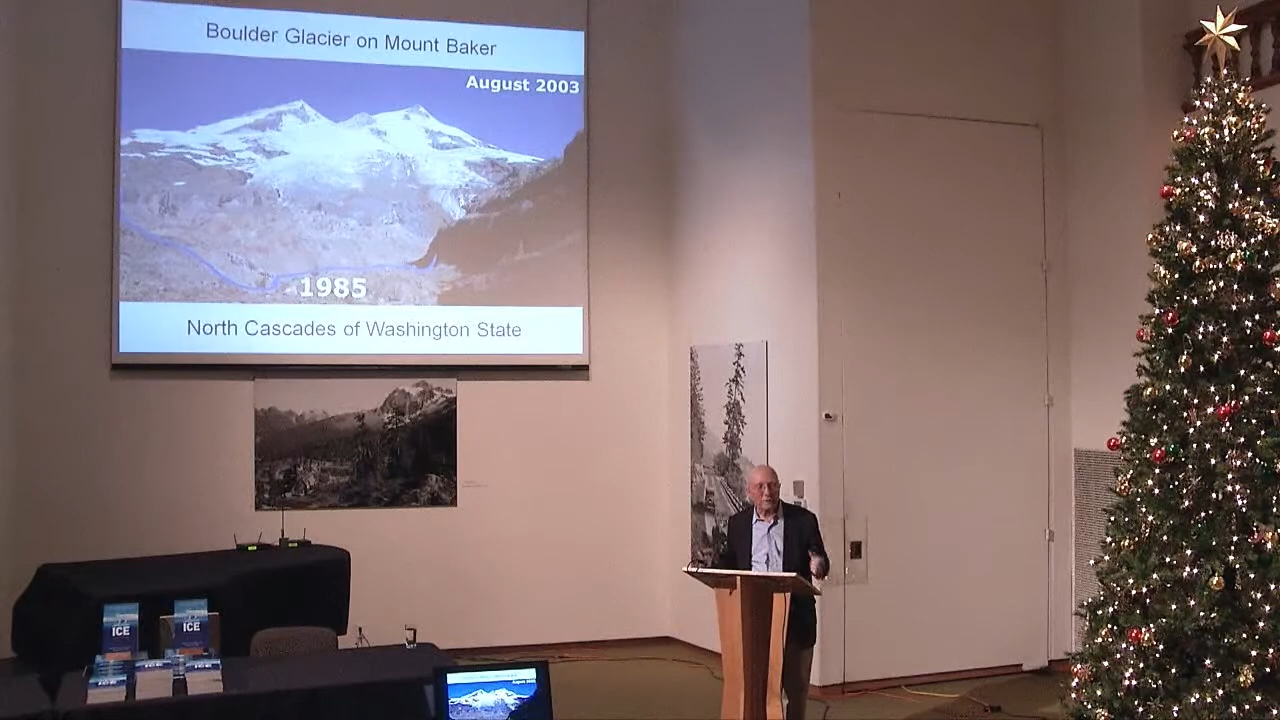 Boulder Glacier on Mount Baker
August 2003
1985
North Cascades of Washington State
ICE
ICE